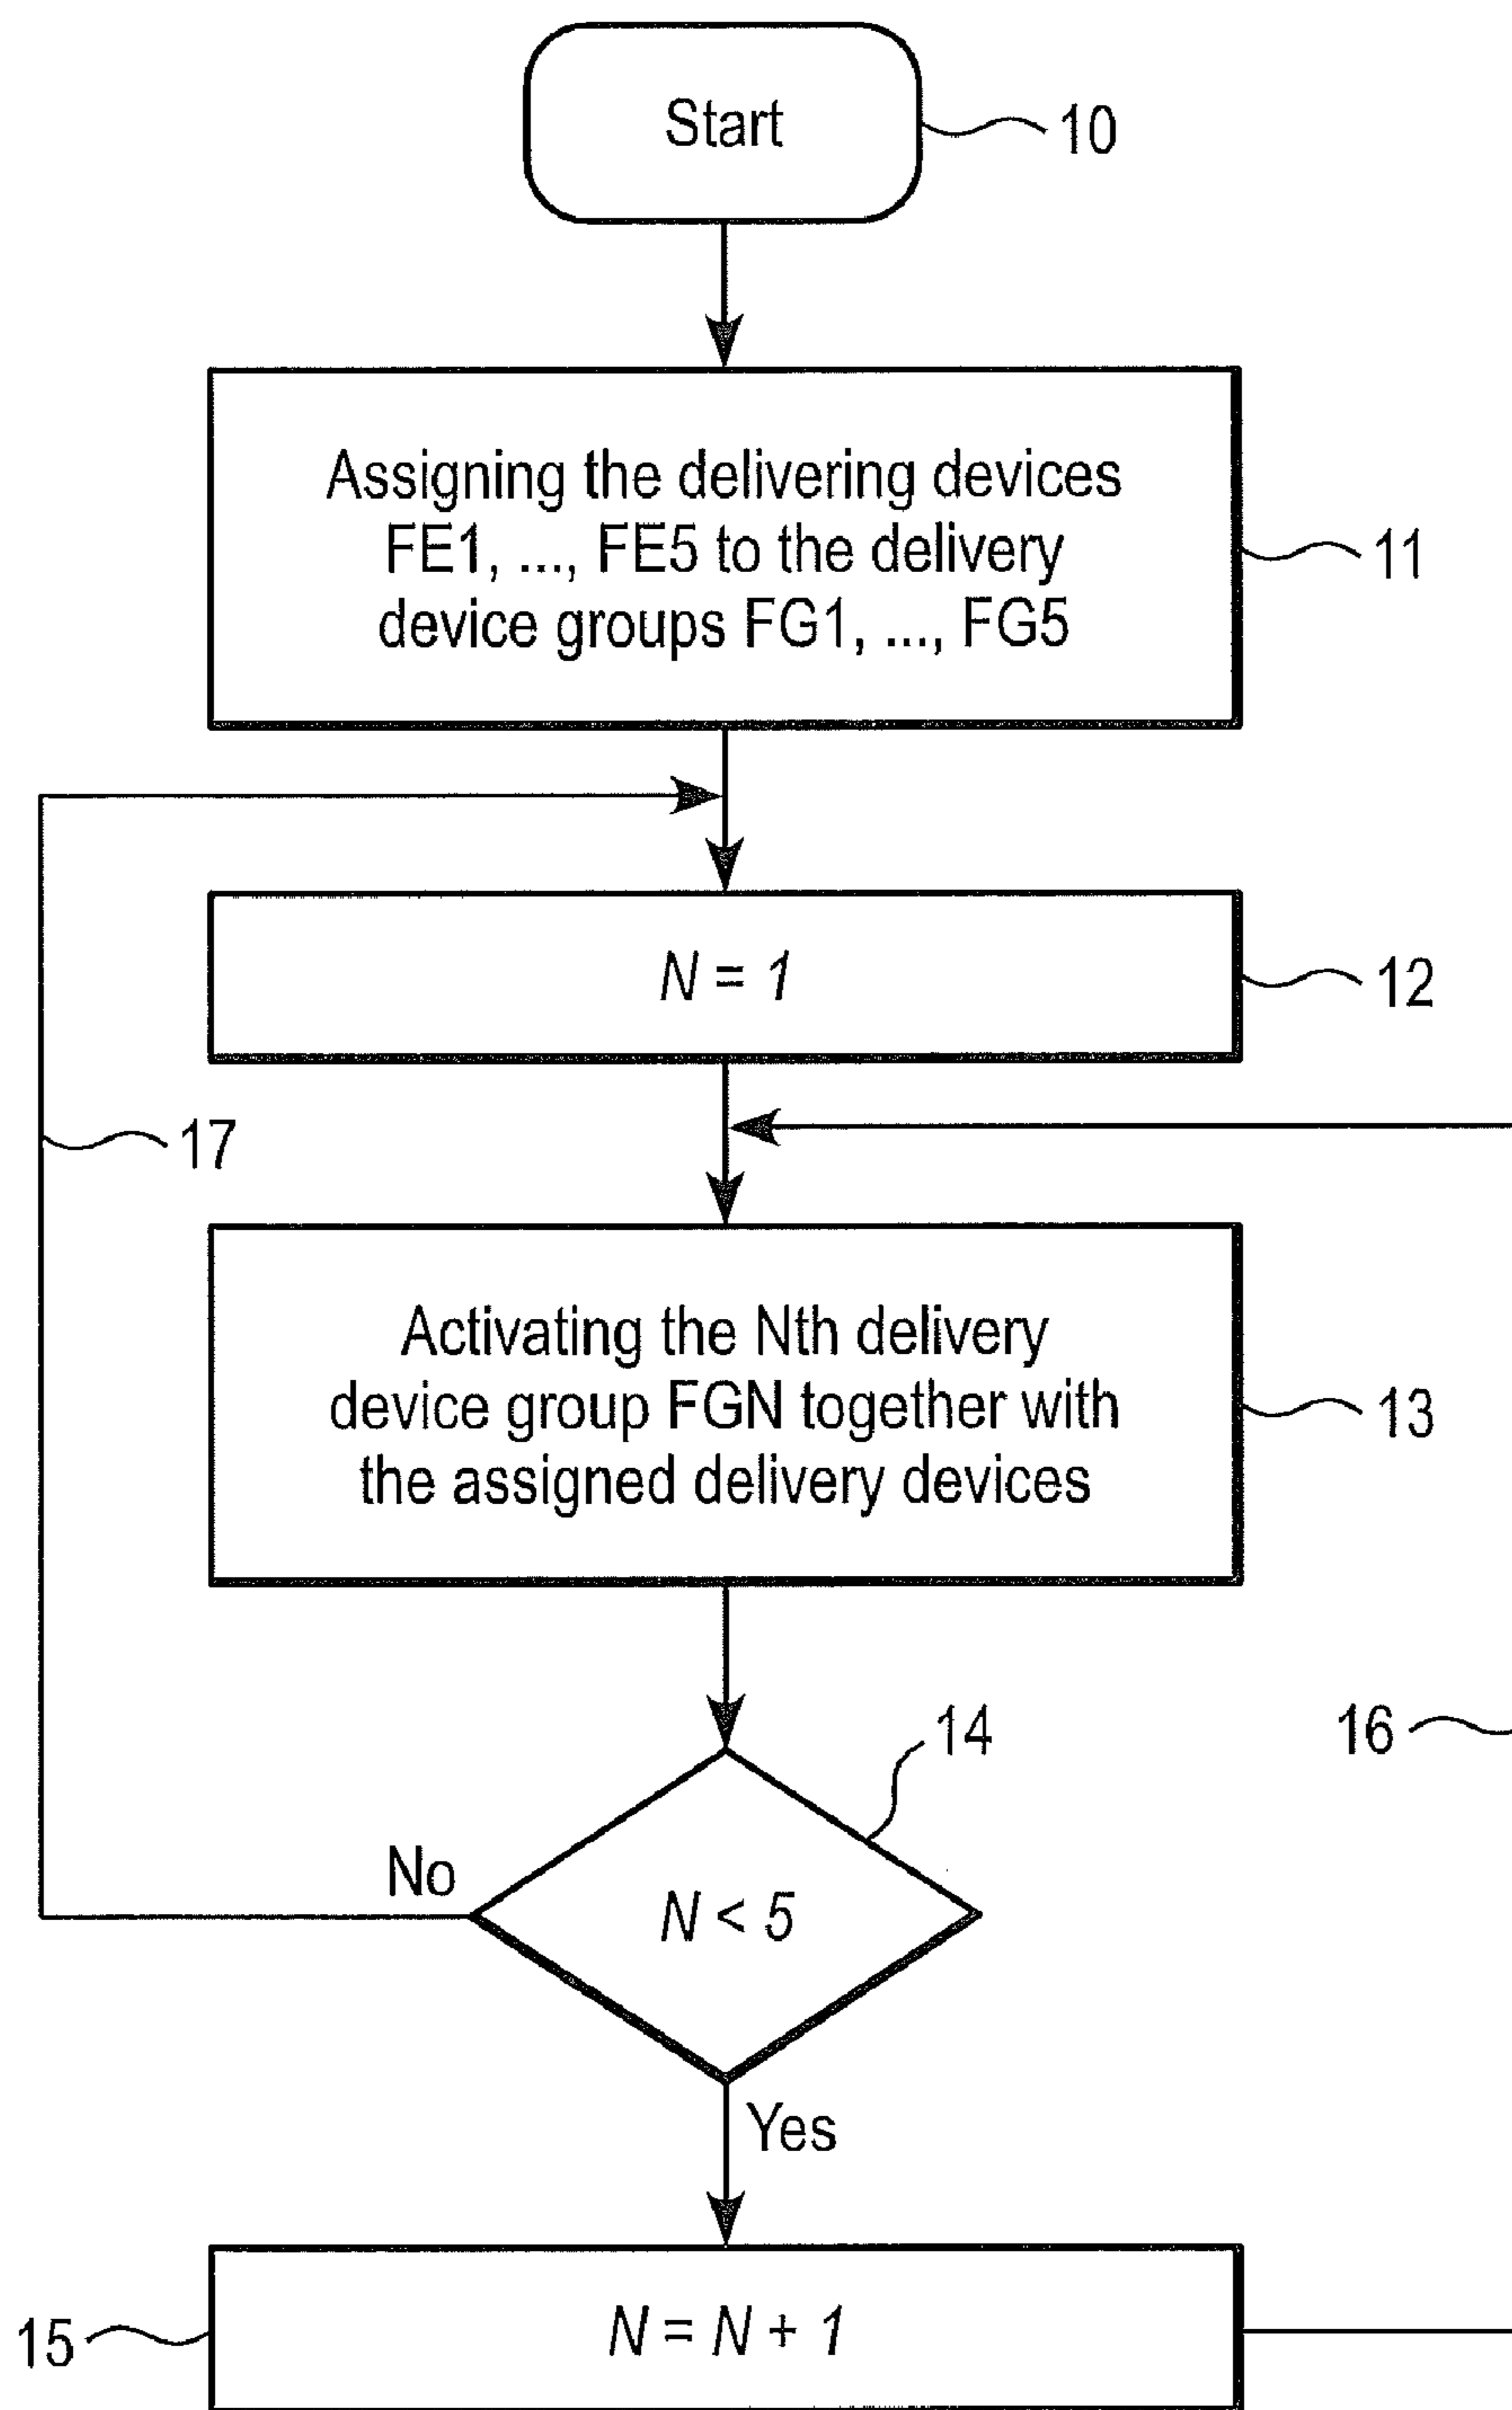 Start
10
Assigning the delivering devices
FE1, ..., FE5 to the delivery
device groups FG1, ..., FG5
11
N = 1
12
17
Activating the Nth delivery
device group FGN together with
the assigned delivery devices
13
14
16
No
N < 5
Yes
15
N = N + 1